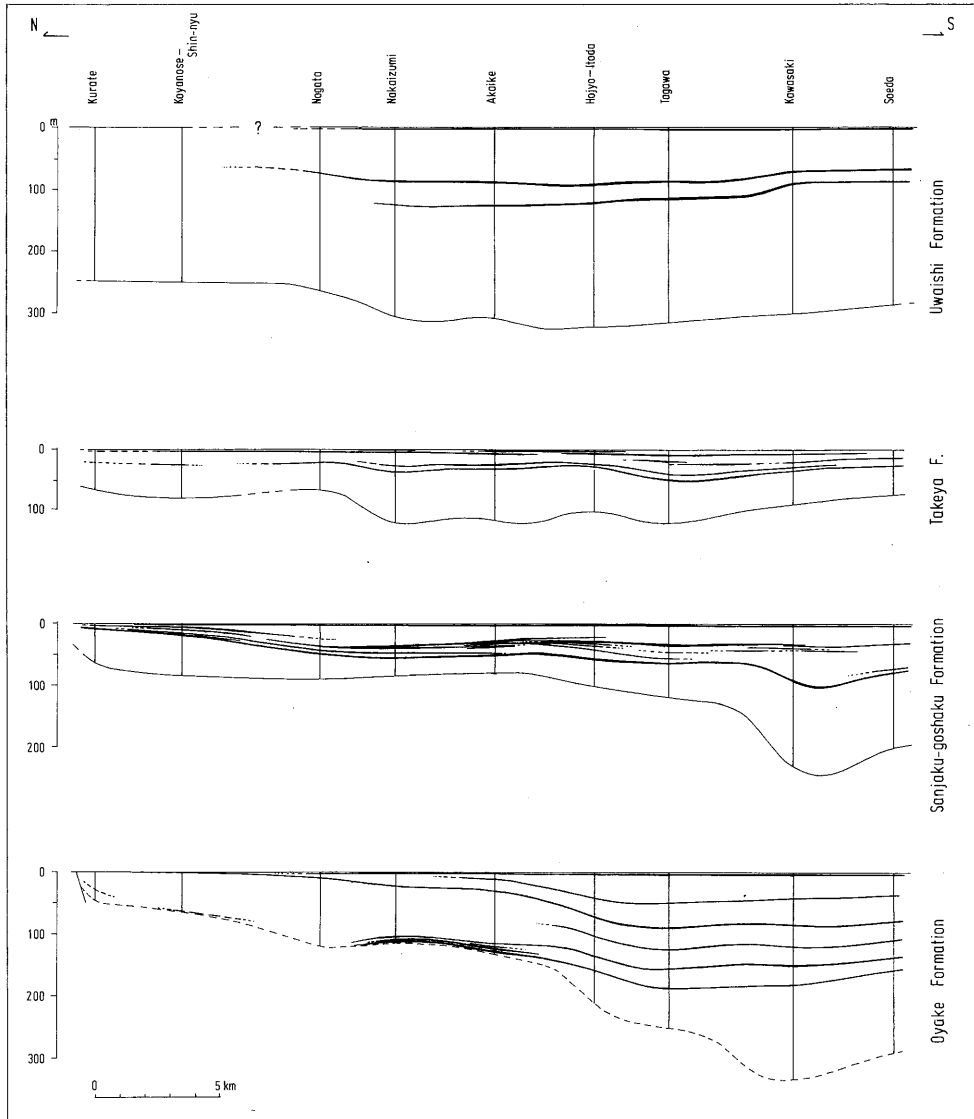 N
S
Kurate
Koyanose-
Shin-nyu
Nogata
Nakaizumi
Akaike
Hojyo-Itoda
Tagawa
Kawasaki
Soeda
0 m
?
100
200
300
Uwaishi Formation
0
100
Takeya F.
0
100
200
Sanjaku-goshaku Formation
0
100
200
300
Oyake Formation
0 5 km